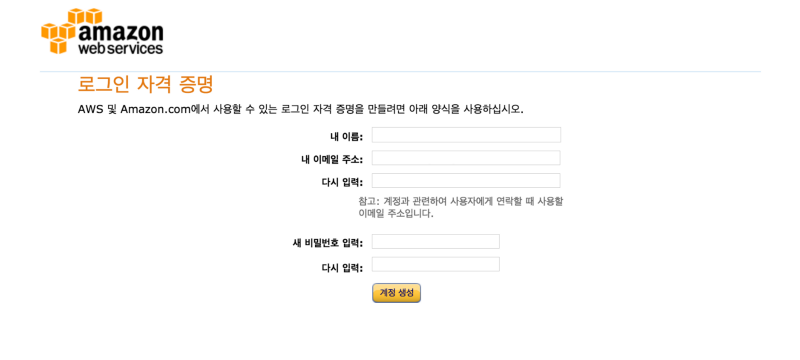 amazon
web services
로그인 자격 증명
AWS 및 Amazon.com에서 사용할 수 있는 로그인 자격 증명을 만들려면 아래 양식을 사용하십시오.
내 이름:
내 이메일 주소:
다시 입력:
참고: 계정과 관련하여 사용자에게 연락할 때 사용할
이메일 주소입니다.
새 비밀번호 입력:
다시 입력:
계정 생성